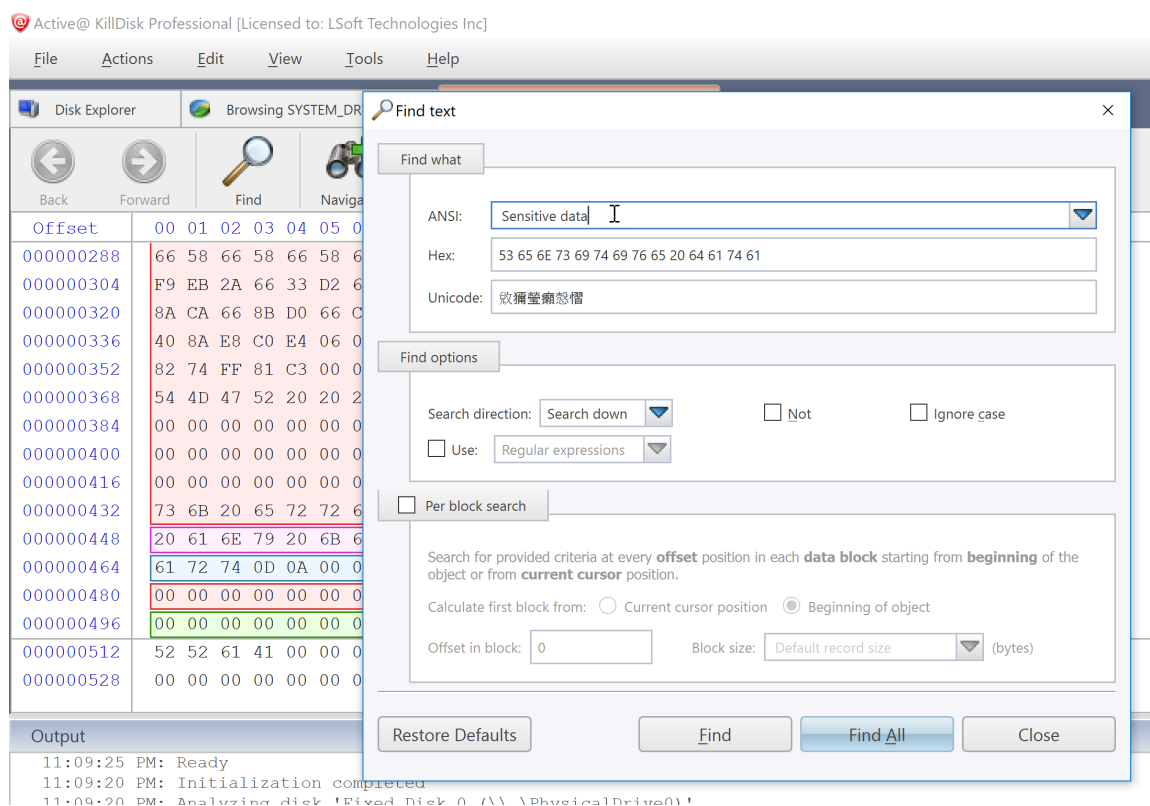 Active@ KillDisk Professional [Licensed to: LSoft Technologies Inc]
File Actions Edit View Tools Help
Disk Explorer Browsing SYSTEM_DR
Find text
Back Forward Find Naviga
Find what
ANSI: Sensitive data
Hex: 53 65 6E 73 69 74 69 76 65 20 64 61 74 61
Unicode:
Find options
Search direction: Search down Not Ignore case
Use: Regular expressions
Per block search
Search for provided criteria at every offset position in each data block starting from beginning of the
object or from current cursor position.
Calculate first block from: Current cursor position Beginning of object
Offset in block: 0 Block size: Default record size (bytes)
Restore Defaults Find Find All Close
Offset 00 01 02 03 04 05 0
000000288 66 58 66 58 66 58 6
000000304 F9 EB 2A 66 33 D2 6
000000320 8A CA 66 8B D0 66 C
000000336 40 8A E8 C0 E4 06 0
000000352 82 74 FF 81 C3 00 0
000000368 54 4D 47 52 20 20 2
000000384 00 00 00 00 00 00 0
000000400 00 00 00 00 00 00 0
000000416 00 00 00 00 00 00 0
000000432 73 6B 20 65 72 72 6
000000448 20 61 6E 79 20 6B 6
000000464 61 72 74 0D 0A 00 0
000000480 00 00 00 00 00 00 0
000000496 00 00 00 00 00 00 0
000000512 52 52 61 41 00 00 0
000000528 00 00 00 00 00 00 0
Output
11:09:25 PM: Ready
11:09:20 PM: Initialization completed
11:09:20 PM: Analyzing disk 'Fixed Disk 0 (\\.\PhysicalDrive0)'